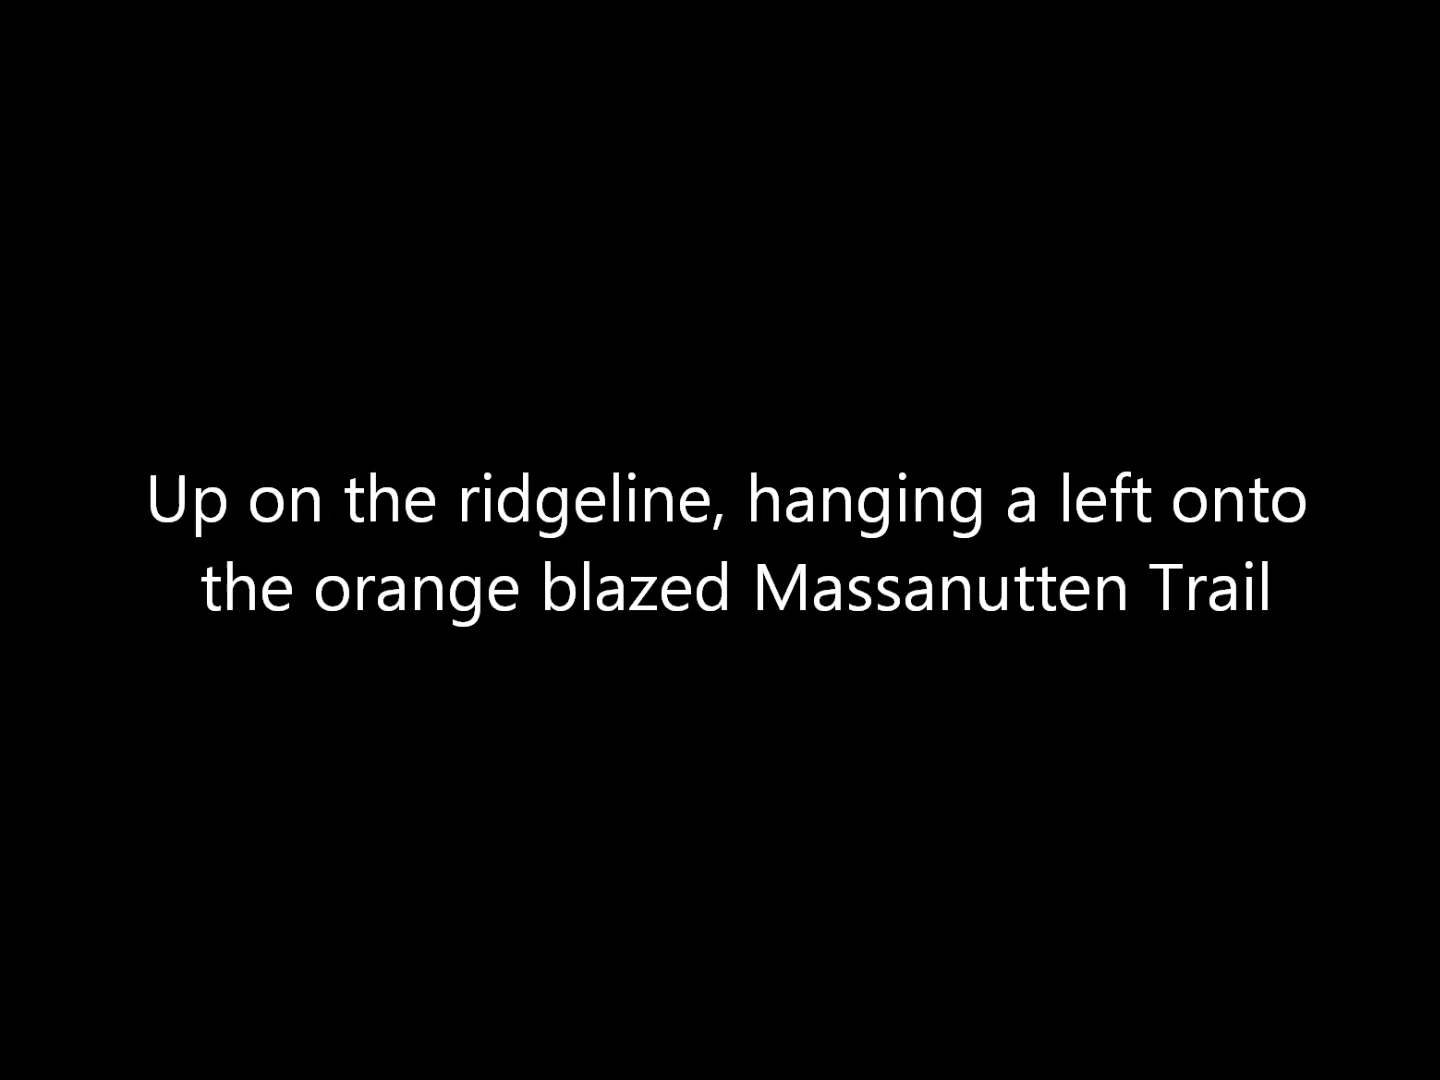 Up on the ridgeline, hanging a left onto
the orange blazed Massanutten Trail